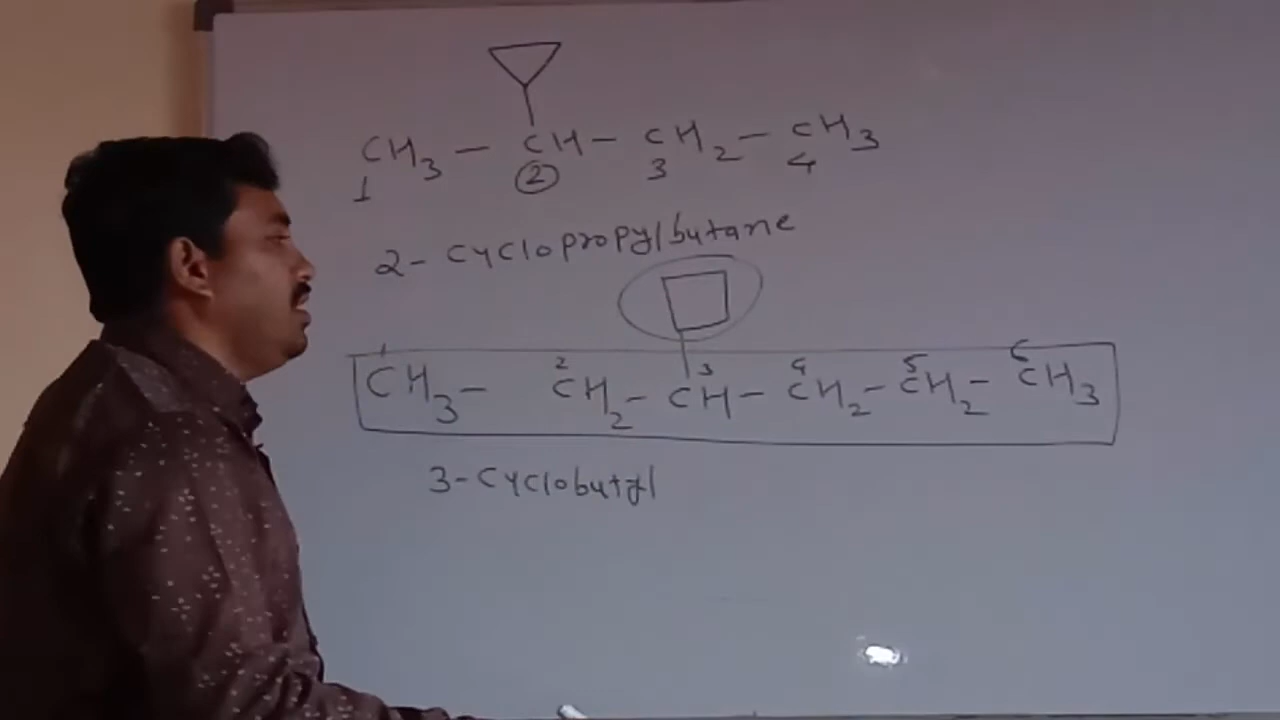 CH3 - CH - CH2 - CH3
1 2 3 4
2-cyclopropylbutane
1 2 3 4 5 6
CH3 - CH2 - CH - CH2 - CH2 - CH3
3-cyclobutyl